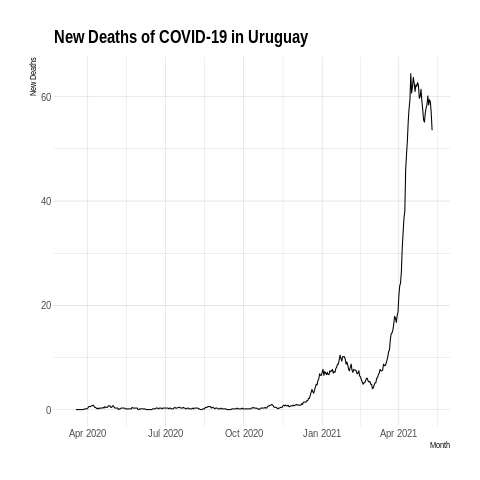 New Deaths of COVID-19 in Uruguay
New Deaths
60
40
20
0
Apr 2020 Jul 2020 Oct 2020 Jan 2021 Apr 2021
Month